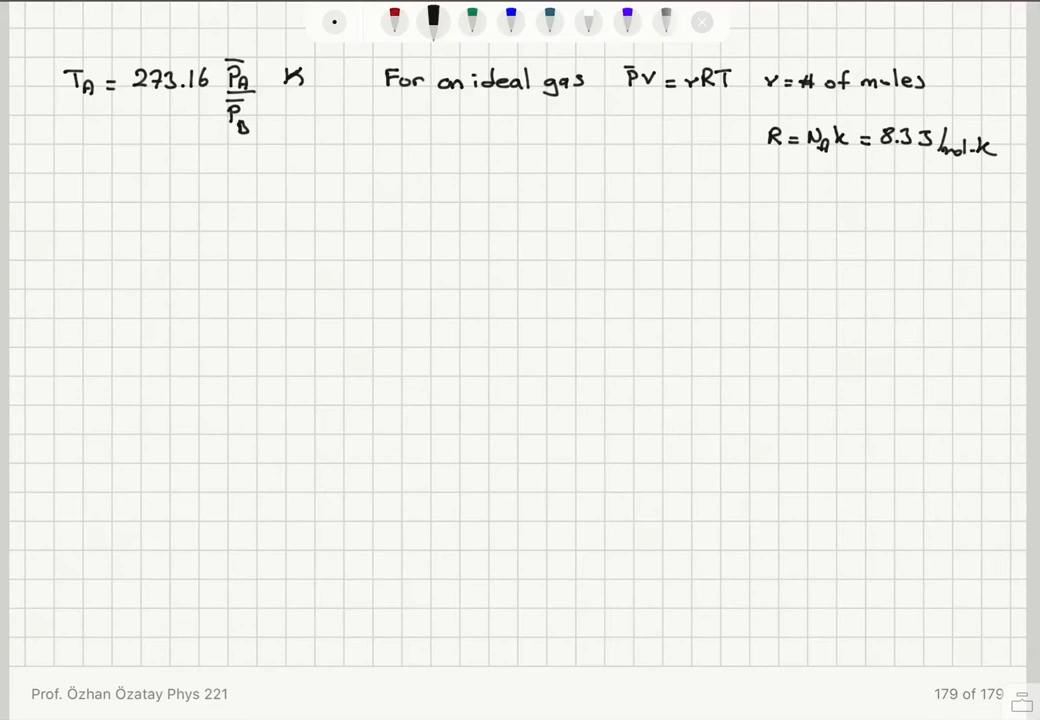 T_A = 273.16 P̄_A / P̄_B K For an ideal gas p̄V = νRT ν = # of moles
R = N_A k = 8.3 J/mol-K
Prof. Özhan Özatay Phys 221
179 of 179